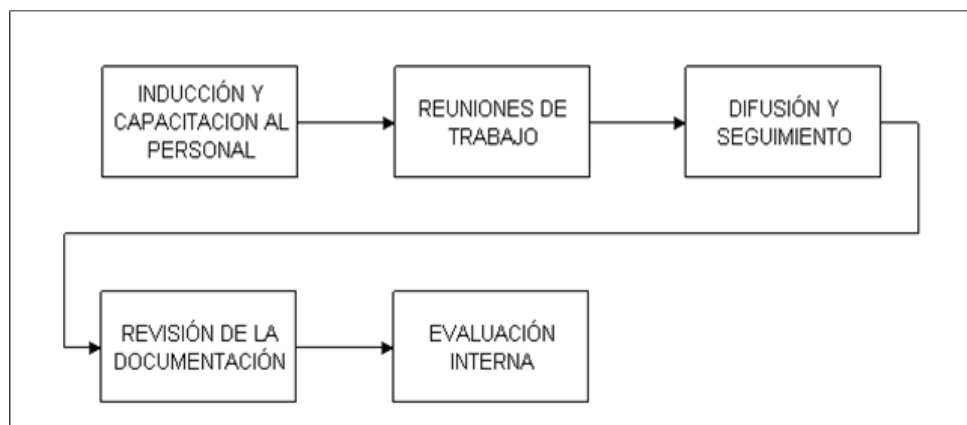 INDUCCIÓN Y
CAPACITACION AL
PERSONAL
REUNIONES DE
TRABAJO
DIFUSIÓN Y
SEGUIMIENTO
REVISIÓN DE LA
DOCUMENTACIÓN
EVALUACIÓN
INTERNA